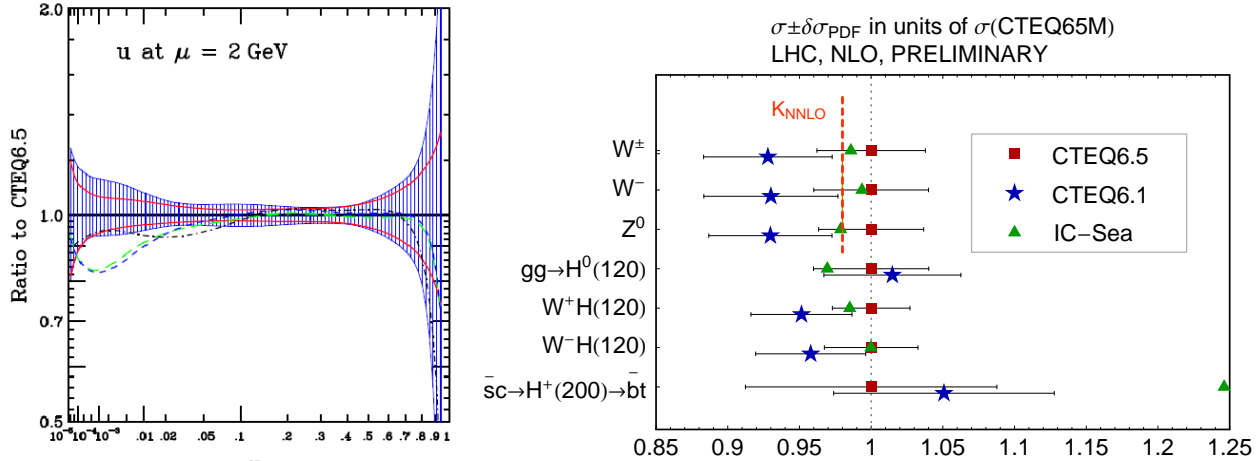 2.0
u at μ = 2 GeV
Ratio to CTEQ6.5
1.0
0.7
0.5
10⁻⁵ 10⁻⁴ 10⁻³ .01 .02 .05 .1 .2 .3 .4 .5 .6 .7 .8 .9 1
σ±δσPDF in units of σ(CTEQ65M)
LHC, NLO, PRELIMINARY
KNNLO
W±
W−
Z0
gg→H0(120)
W+H(120)
W−H(120)
s̄c→H+(200)→b̄t
CTEQ6.5
CTEQ6.1
IC−Sea
0.85 0.9 0.95 1 1.05 1.1 1.15 1.2 1.25